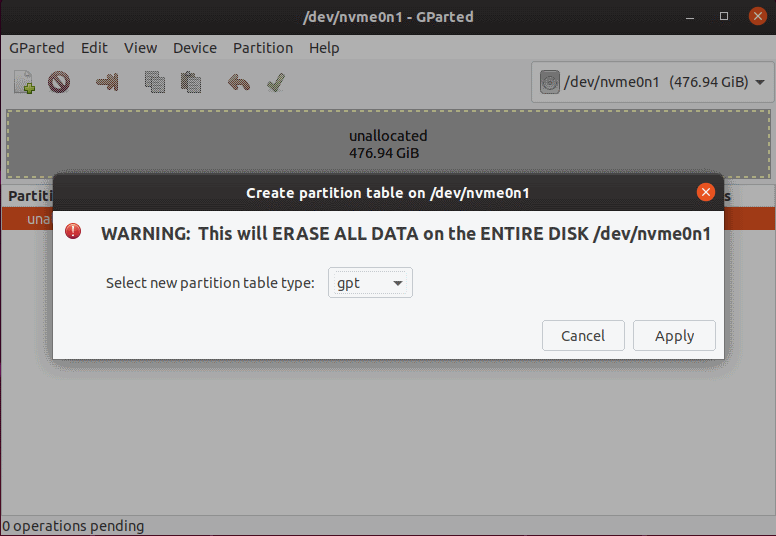 /dev/nvme0n1 - GParted
GParted Edit View Device Partition Help
/dev/nvme0n1 (476.94 GiB)
unallocated
476.94 GiB
Create partition table on /dev/nvme0n1
WARNING: This will ERASE ALL DATA on the ENTIRE DISK /dev/nvme0n1
Select new partition table type: gpt
Cancel Apply
0 operations pending